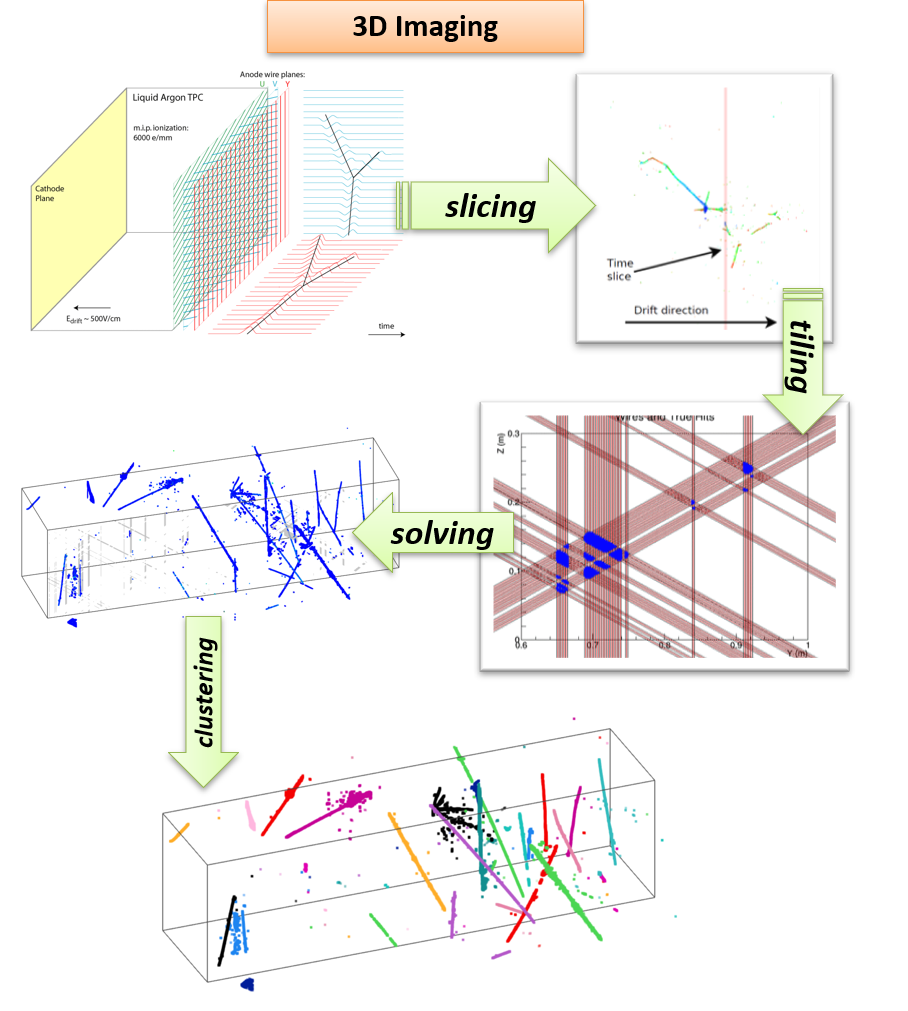 3D Imaging
Anode wire planes:
U V Y
Liquid Argon TPC
m.i.p. ionization:
6000 e/mm
Cathode
Plane
Edrift ~ 500V/cm
time
slicing
Time
slice
Drift direction
tiling
Wires and True Hits
Z (m)
0.3
0.2
0.1
0
0.6
0.7
0.8
0.9
1
Y (m)
solving
clustering